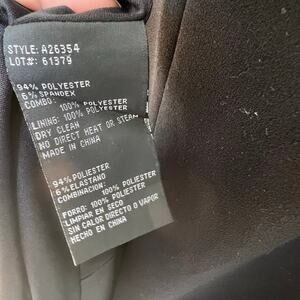 STYLE: A26354
LOT#: 61379
94% POLYESTER
6% SPANDEX
COMBO: 100% POLYESTER
LINING: 100% POLYESTER
DRY CLEAN
NO DIRECT HEAT OR STEAM
MADE IN CHINA
94% POLIESTER
6% ELASTANO
COMBINACION:
100% POLIESTER
FORRO: 100% POLIESTER
LIMPIAR EN SECO
SIN CALOR DIRECTO O VAPOR
HECHO EN CHINA